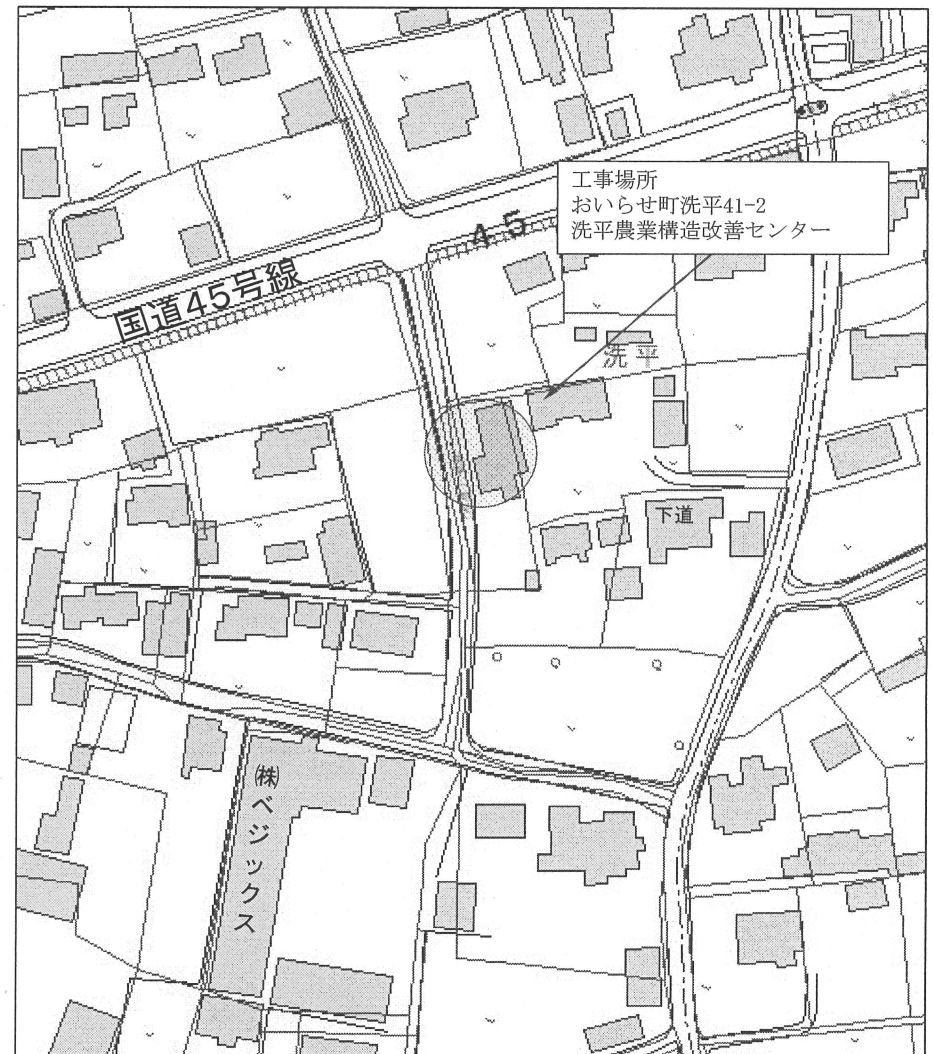 工事場所
おいらせ町洗平41-2
洗平農業構造改善センター
45
国道45号線
洗平
下道
㈱ベジックス